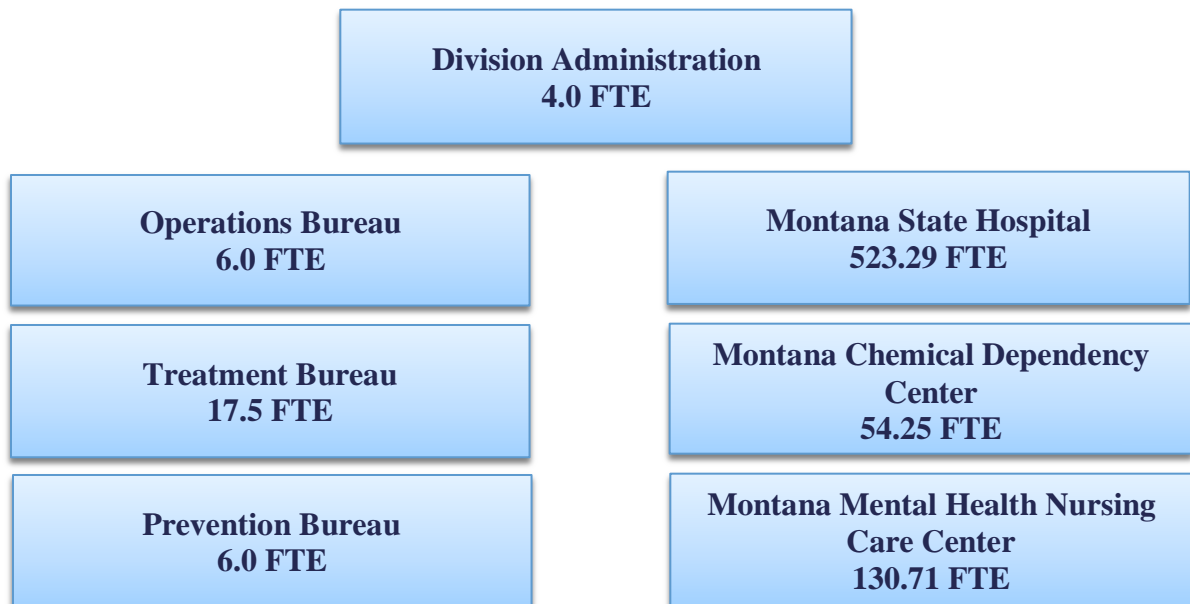 Division Administration
4.0 FTE
Operations Bureau
6.0 FTE
Montana State Hospital
523.29 FTE
Treatment Bureau
17.5 FTE
Montana Chemical Dependency
Center
54.25 FTE
Prevention Bureau
6.0 FTE
Montana Mental Health Nursing
Care Center
130.71 FTE